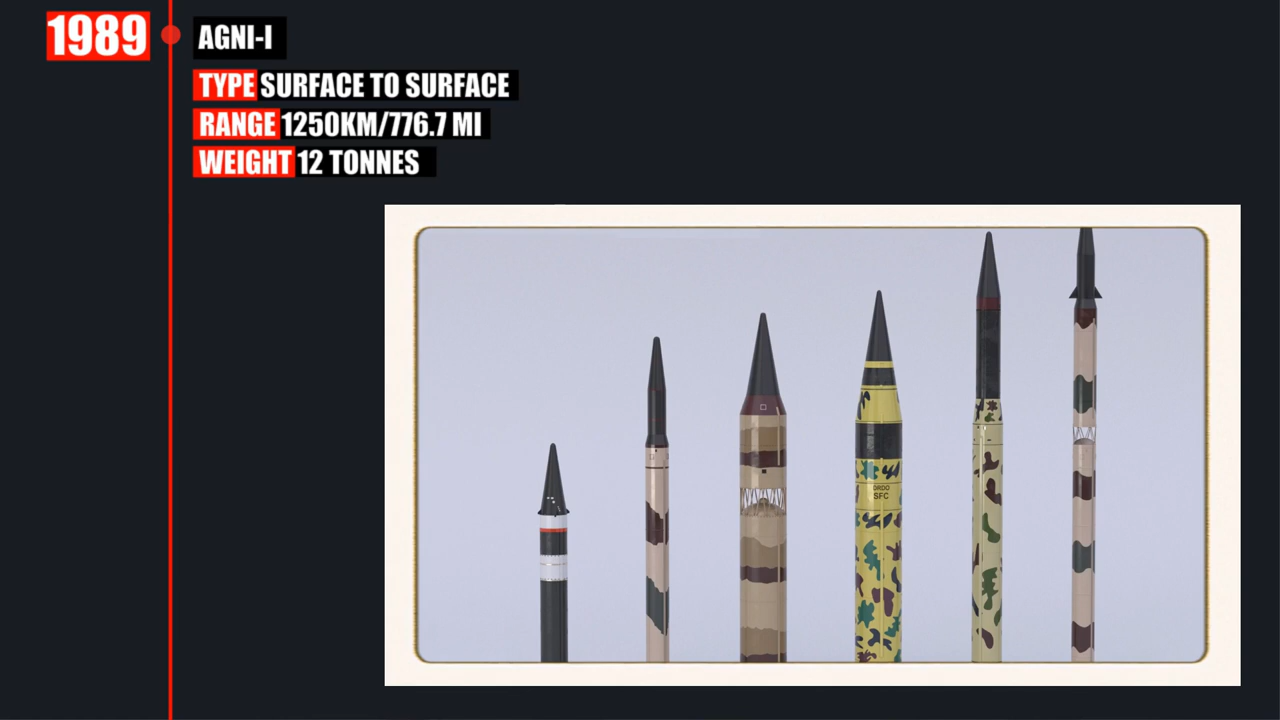 1989
AGNI-I
TYPE SURFACE TO SURFACE
RANGE 1250KM/776.7 MI
WEIGHT 12 TONNES
DRDO
SFC